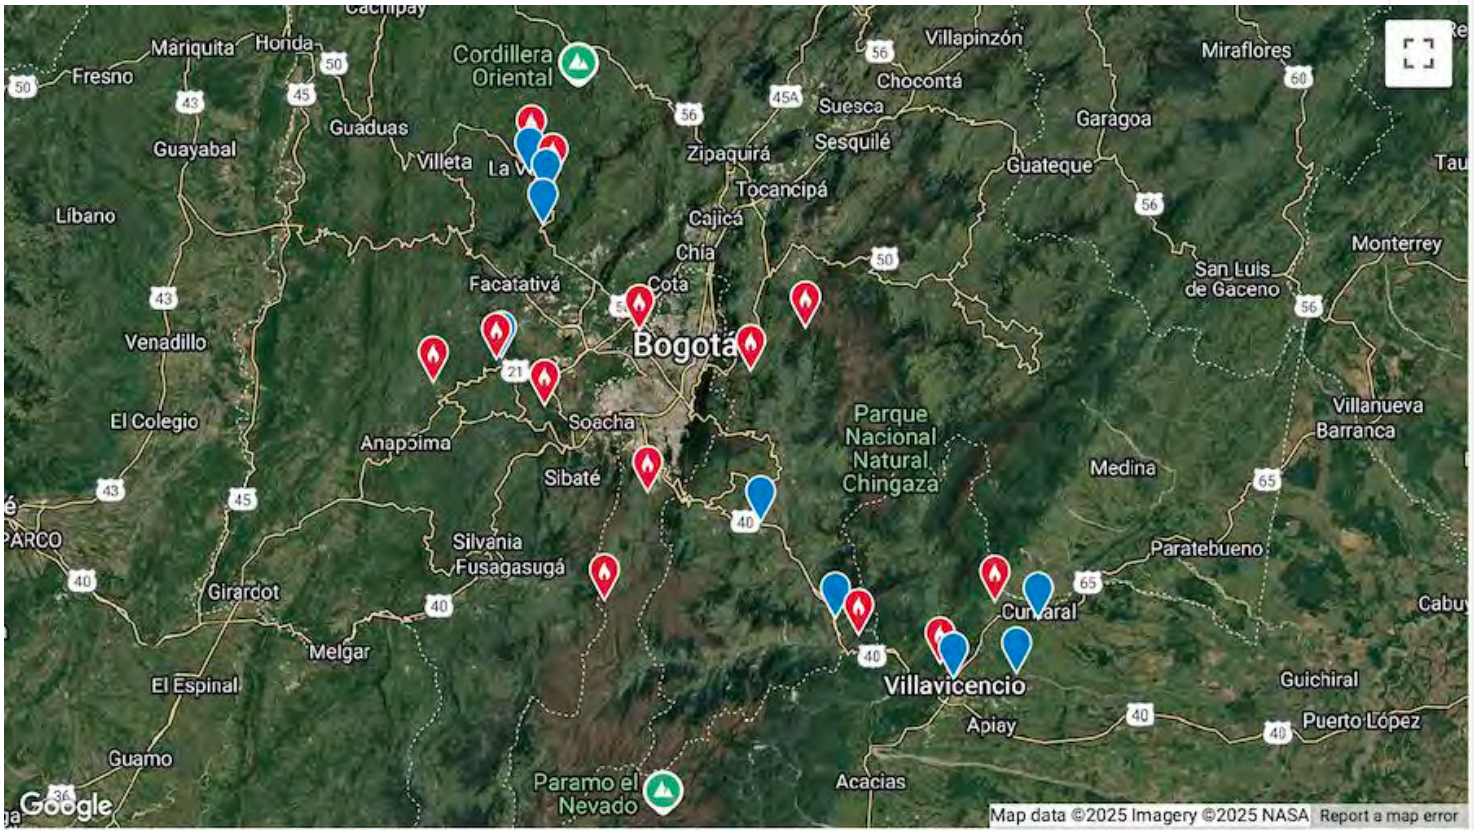 Cachipay
Mariquita
Honda
50
Cordillera
Oriental
56
Villapinzón
Miraflores
50
Fresno
43
45
45A
Chocontá
60
Guaduas
56
Suesca
Garagoa
Guayabal
Villeta
La V
Zipaquirá
Sesquilé
Guateque
Tau
Tocancipá
Líbano
Cajicá
56
Chía
50
Monterrey
San Luis
de Gaceno
43
Facatativá
Cota
56
Venadillo
Bogotá
21
El Colegio
Soacha
Anapoima
Parque
Nacional
Natural
Chingaza
Villanueva
Barranca
Sibaté
Medina
43
45
65
40
PARCO
Silvania
Fusagasugá
Paratebueno
40
Girardot
40
65
Cumaral
Cabuy
Melgar
40
El Espinal
Villavicencio
Guichiral
Apiay
40
40
Puerto López
Guamo
Paramo el
Nevado
Acacias
36
Google
Map data ©2025 Imagery ©2025 NASA
Report a map error